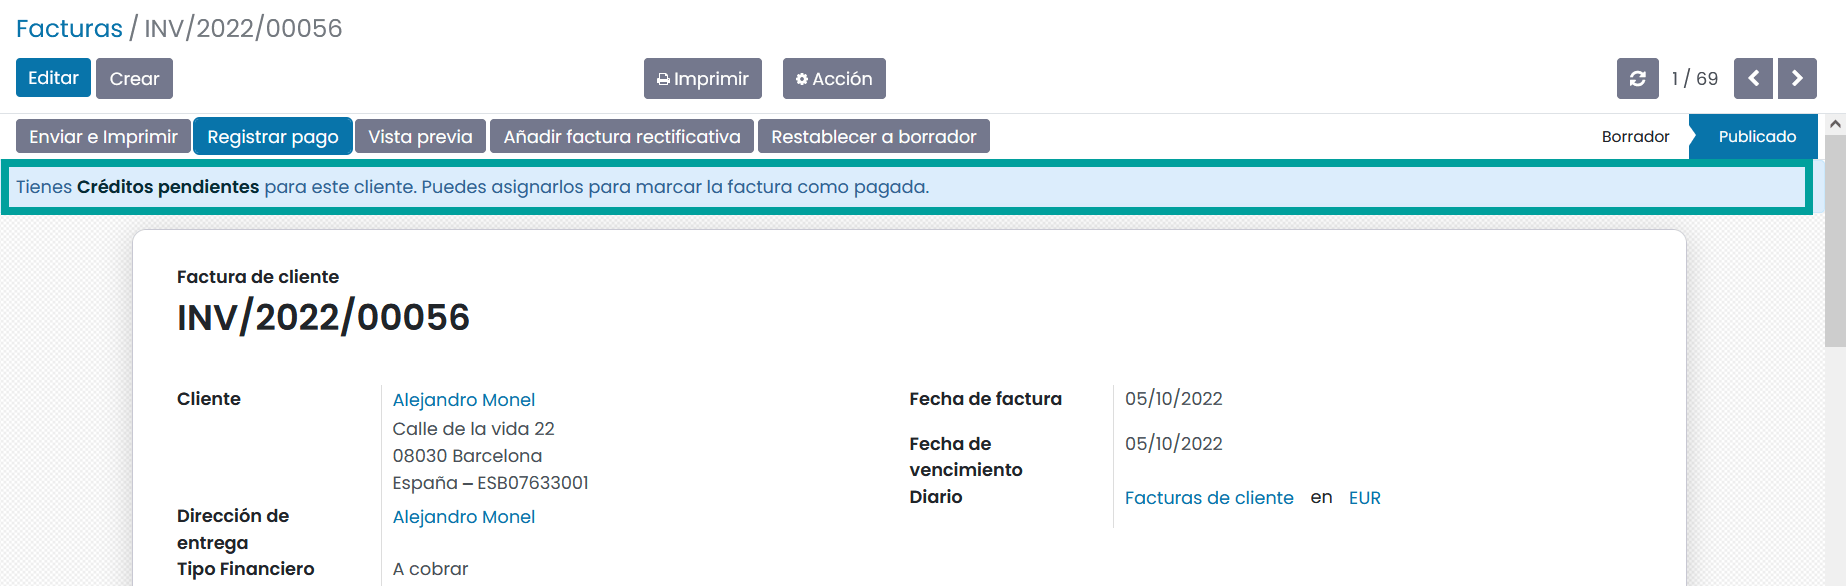 Facturas / INV/2022/00056
Editar Crear Imprimir Acción 1 / 69
Enviar e Imprimir Registrar pago Vista previa Añadir factura rectificativa Restablecer a borrador Borrador Publicado
Tienes Créditos pendientes para este cliente. Puedes asignarlos para marcar la factura como pagada.
Factura de cliente
INV/2022/00056
Cliente Alejandro Monel Fecha de factura 05/10/2022
Calle de la vida 22
Fecha de vencimiento 05/10/2022
08030 Barcelona
España – ESB07633001
Diario Facturas de cliente en EUR
Dirección de entrega Alejandro Monel
Tipo Financiero A cobrar